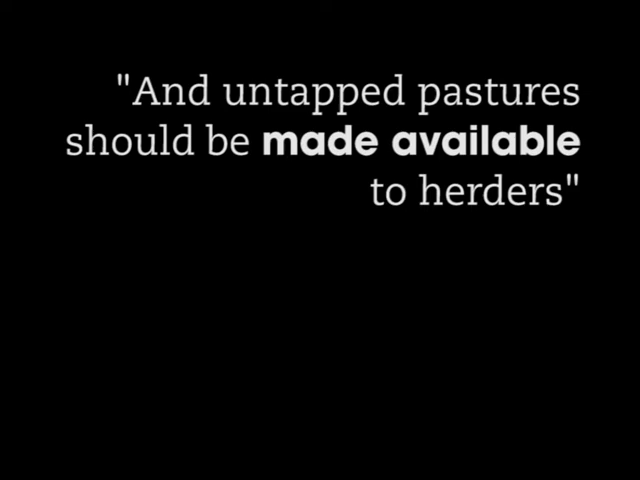 "And untapped pastures
should be made available
to herders"